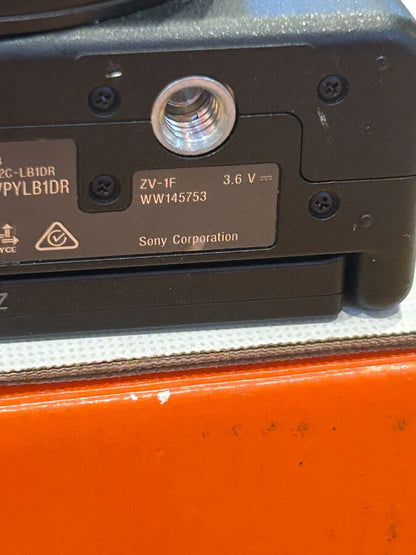 2C-LB1DR
PYLB1DR
ZV-1F 3.6 V ⎓
WW145753
Sony Corporation
Z